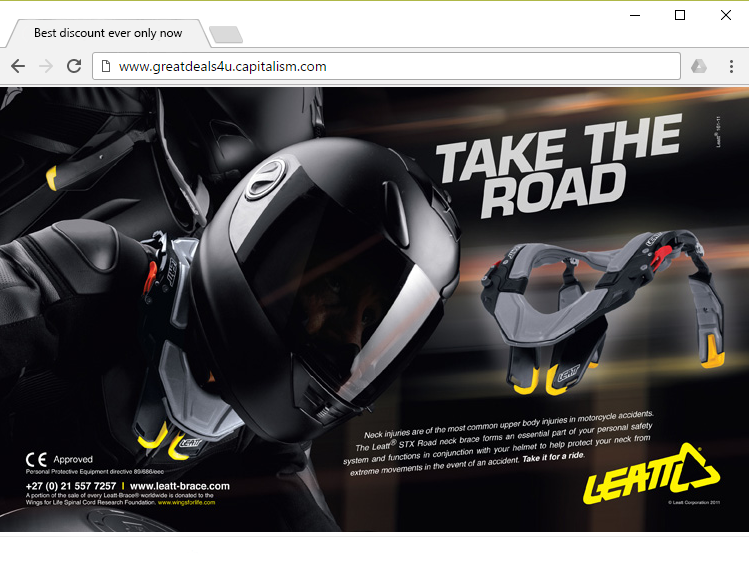 Best discount ever only now
www.greatdeals4u.capitalism.com
TAKE THE
ROAD
Leatt® 181-11
LEATT
LEATT
LEATT
LEATT
Neck injuries are of the most common upper body injuries in motorcycle accidents.
The Leatt® STX Road neck brace forms an essential part of your personal safety
system and functions in conjunction with your helmet to help protect your neck from
extreme movements in the event of an accident. Take it for a ride.
CE Approved
Personal Protective Equipment directive 89/686/eec
+27 (0) 21 557 7257 I www.leatt-brace.com
A portion of the sale of every Leatt-Brace® worldwide is donated to the
Wings for Life Spinal Cord Research Foundation. www.wingsforlife.com
LEATT®
© Leatt Corporation 2011